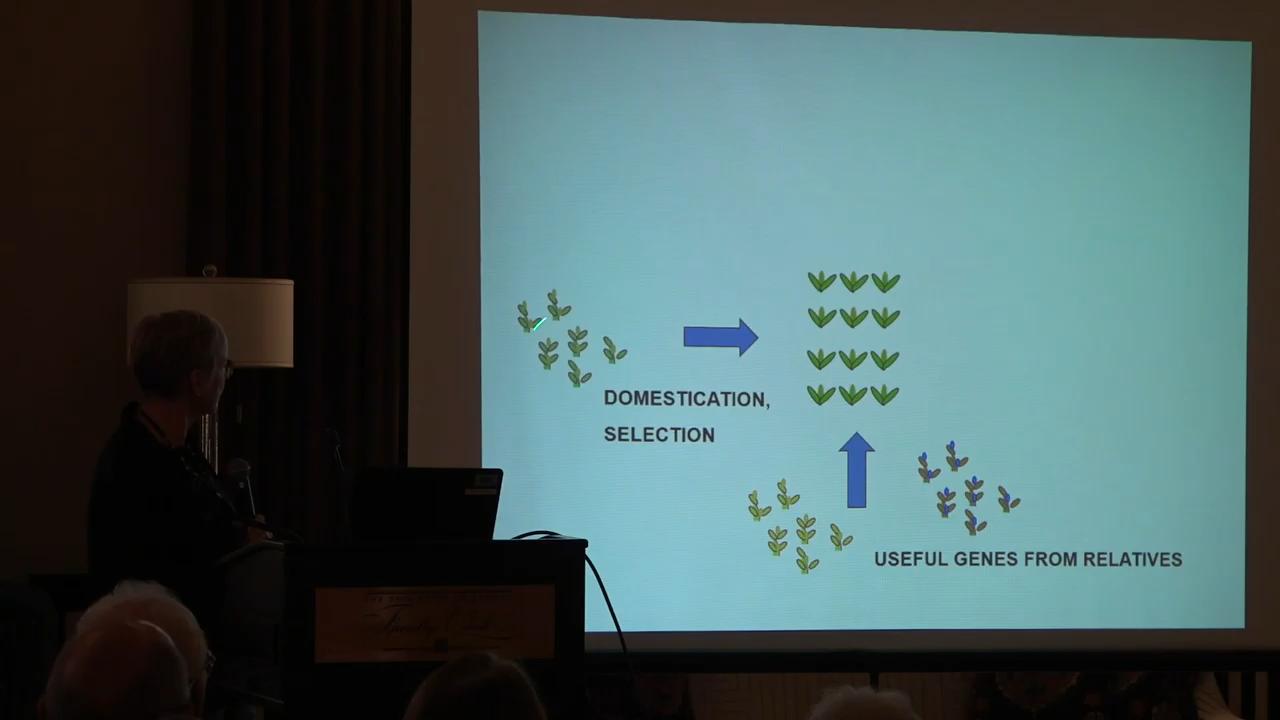 DOMESTICATION,
SELECTION
USEFUL GENES FROM RELATIVES